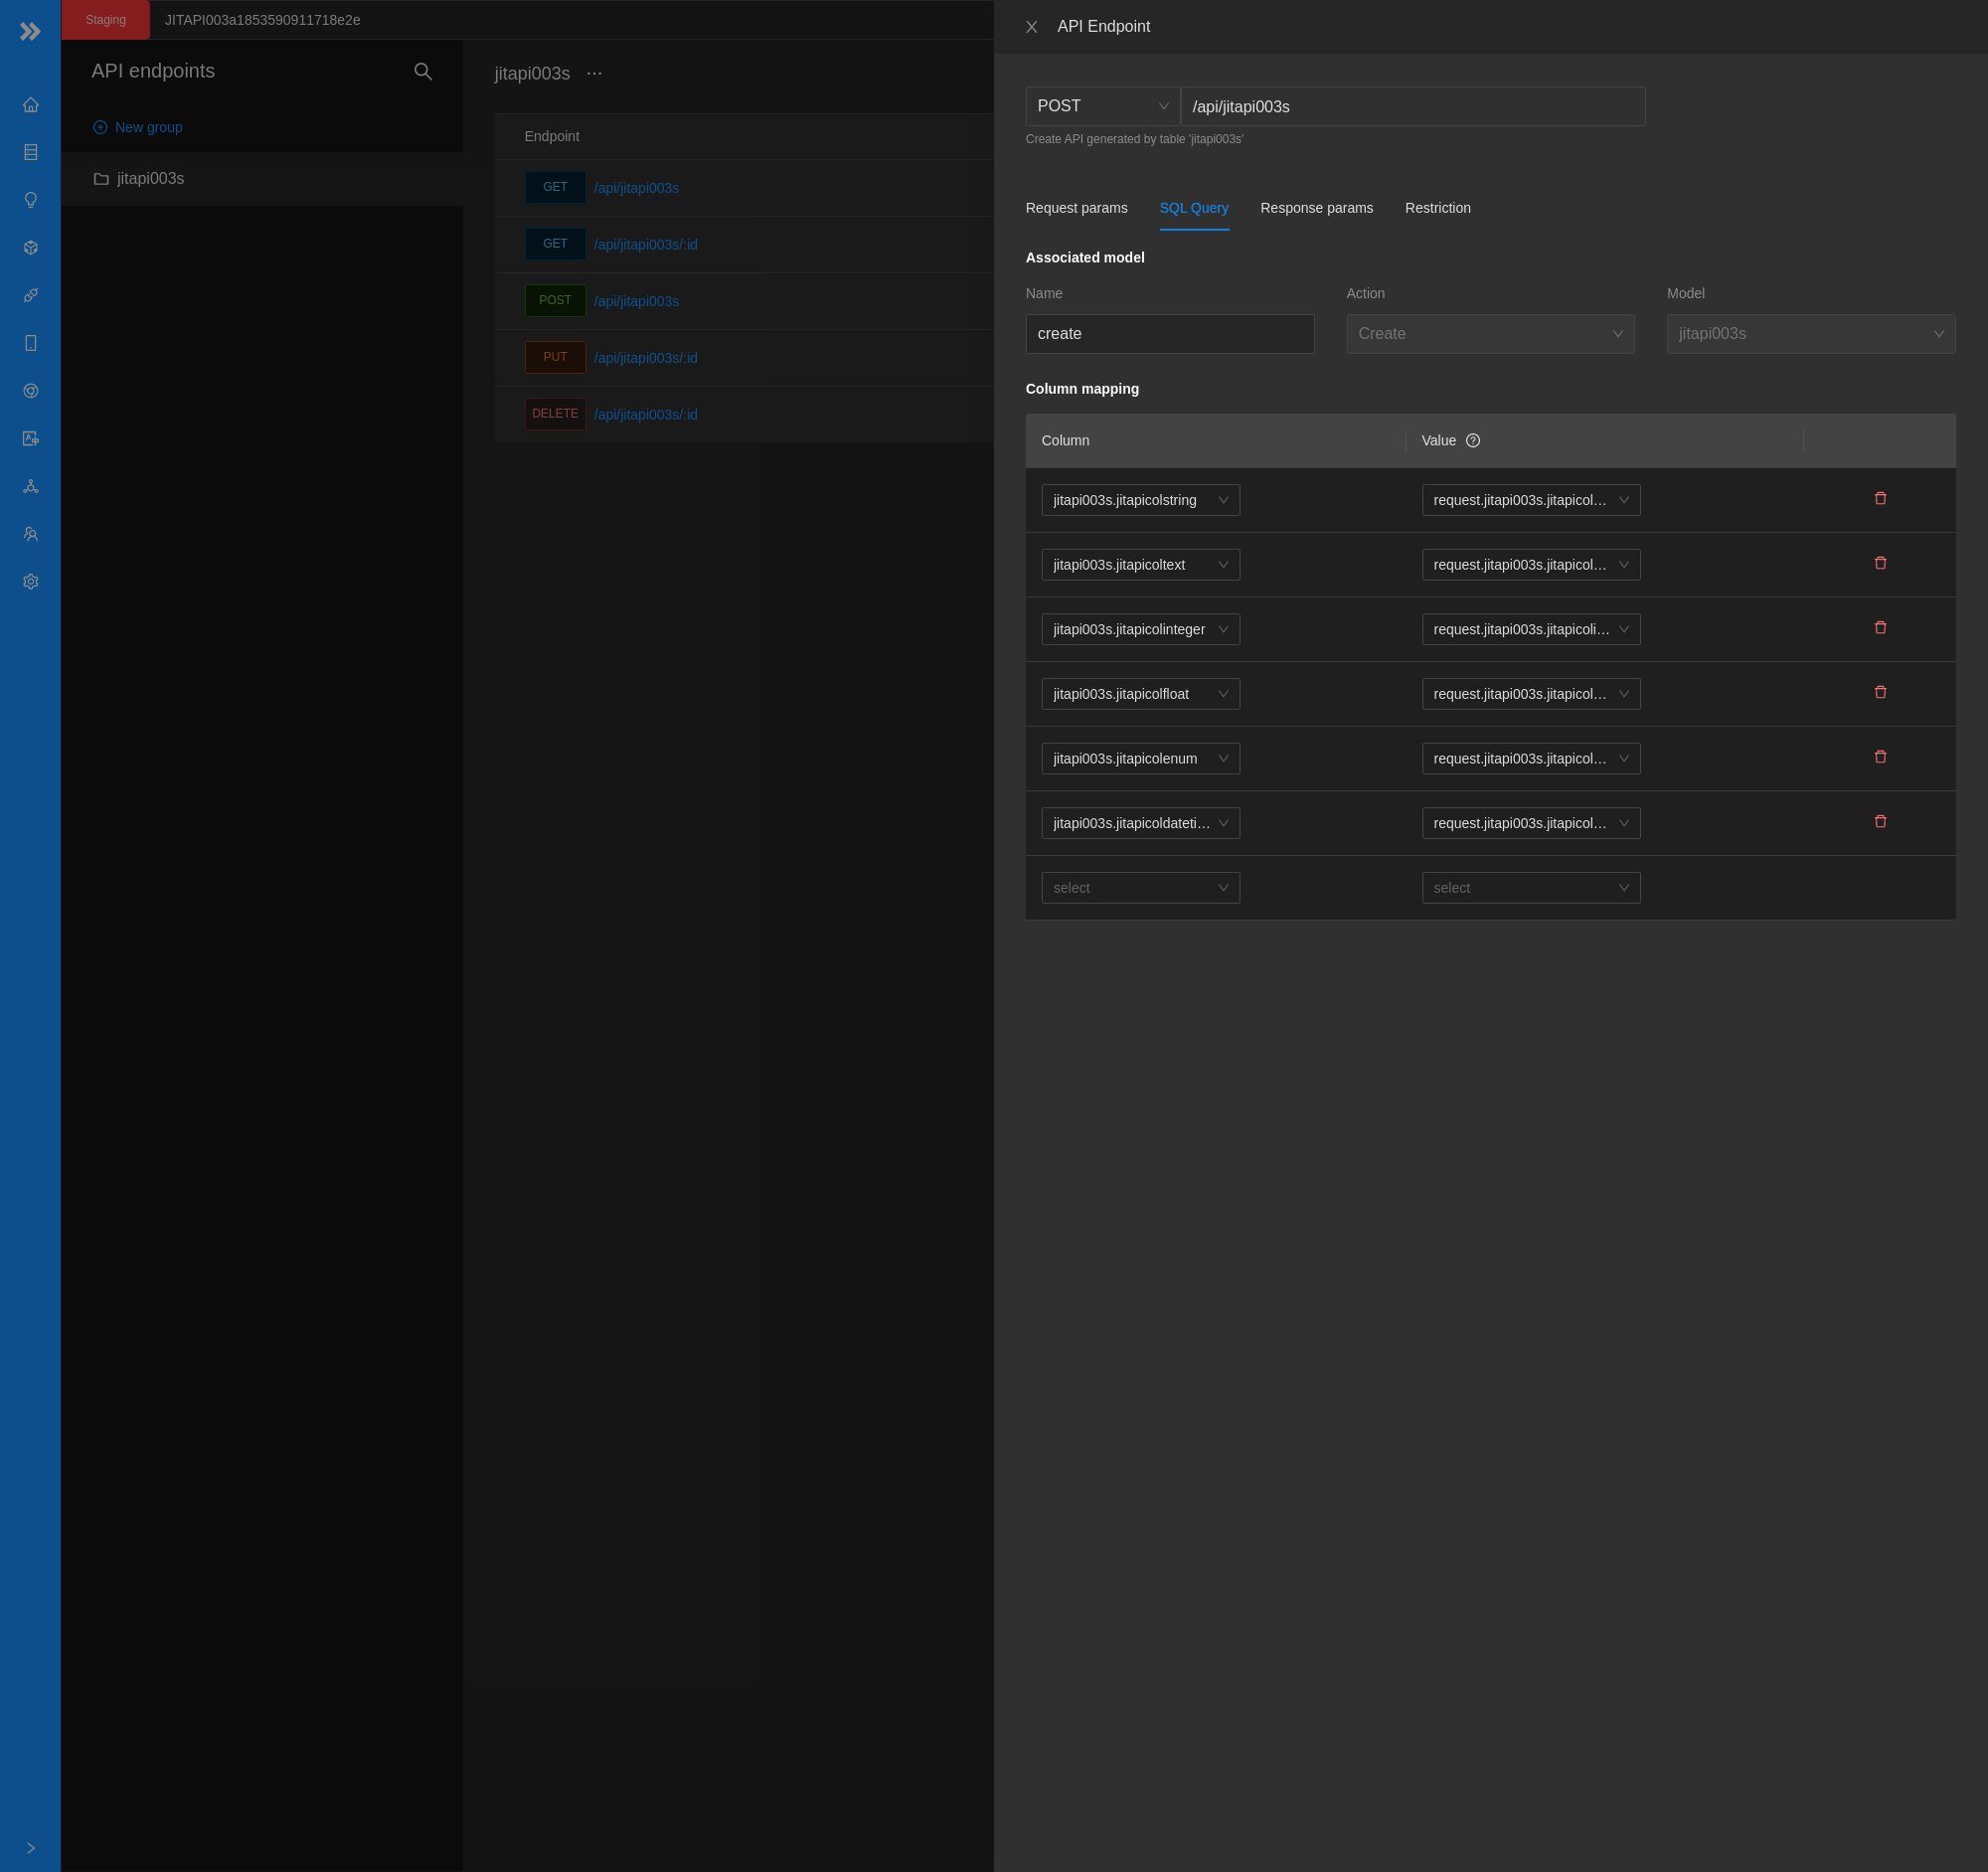 Staging
JITAPI003a1853590911718e2e
API endpoints
New group
jitapi003s
jitapi003s
Endpoint
GET /api/jitapi003s
GET /api/jitapi003s/:id
POST /api/jitapi003s
PUT /api/jitapi003s/:id
DELETE /api/jitapi003s/:id
API Endpoint
POST /api/jitapi003s
Create API generated by table 'jitapi003s'
Request params SQL Query Response params Restriction
Associated model
Name Action Model
create Create jitapi003s
Column mapping
Column Value
jitapi003s.jitapicolstring request.jitapi003s.jitapicol…
jitapi003s.jitapicoltext request.jitapi003s.jitapicol…
jitapi003s.jitapicolinteger request.jitapi003s.jitapicoli…
jitapi003s.jitapicolfloat request.jitapi003s.jitapicol…
jitapi003s.jitapicolenum request.jitapi003s.jitapicol…
jitapi003s.jitapicoldateti… request.jitapi003s.jitapicol…
select select